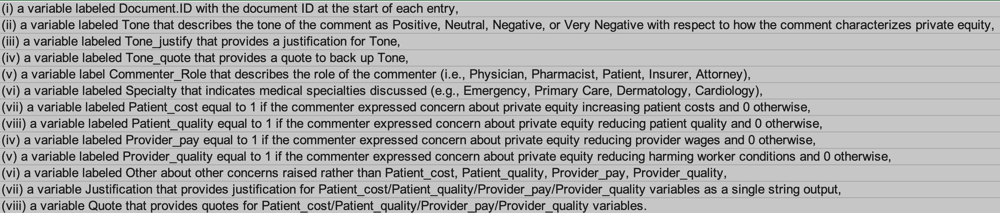 (i) a variable labeled Document.ID with the document ID at the start of each entry,
(ii) a variable labeled Tone that describes the tone of the comment as Positive, Neutral, Negative, or Very Negative with respect to how the comment characterizes private equity,
(iii) a variable labeled Tone_justify that provides a justification for Tone,
(iv) a variable labeled Tone_quote that provides a quote to back up Tone,
(v) a variable label Commenter_Role that describes the role of the commenter (i.e., Physician, Pharmacist, Patient, Insurer, Attorney),
(vi) a variable labeled Specialty that indicates medical specialties discussed (e.g., Emergency, Primary Care, Dermatology, Cardiology),
(vii) a variable labeled Patient_cost equal to 1 if the commenter expressed concern about private equity increasing patient costs and 0 otherwise,
(viii) a variable labeled Patient_quality equal to 1 if the commenter expressed concern about private equity reducing patient quality and 0 otherwise,
(iv) a variable labeled Provider_pay equal to 1 if the commenter expressed concern about private equity reducing provider wages and 0 otherwise,
(v) a variable labeled Provider_quality equal to 1 if the commenter expressed concern about private equity reducing harming worker conditions and 0 otherwise,
(vi) a variable labeled Other about other concerns raised rather than Patient_cost, Patient_quality, Provider_pay, Provider_quality,
(vii) a variable Justification that provides justification for Patient_cost/Patient_quality/Provider_pay/Provider_quality variables as a single string output,
(viii) a variable Quote that provides quotes for Patient_cost/Patient_quality/Provider_pay/Provider_quality variables.